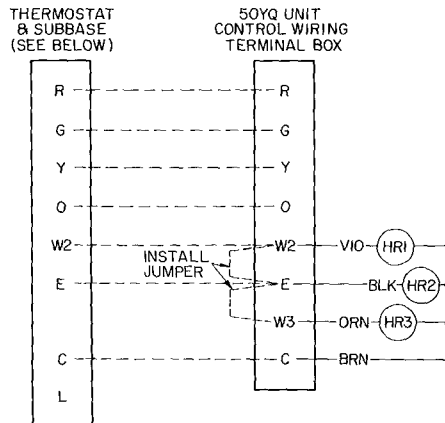 THERMOSTAT
& SUBBASE
(SEE BELOW)
50YQ UNIT
CONTROL WIRING
TERMINAL BOX
R R
G G
Y Y
O O
W2 W2 VIO HR1
INSTALL
JUMPER
E E BLK HR2
W3 ORN HR3
C C BRN
L